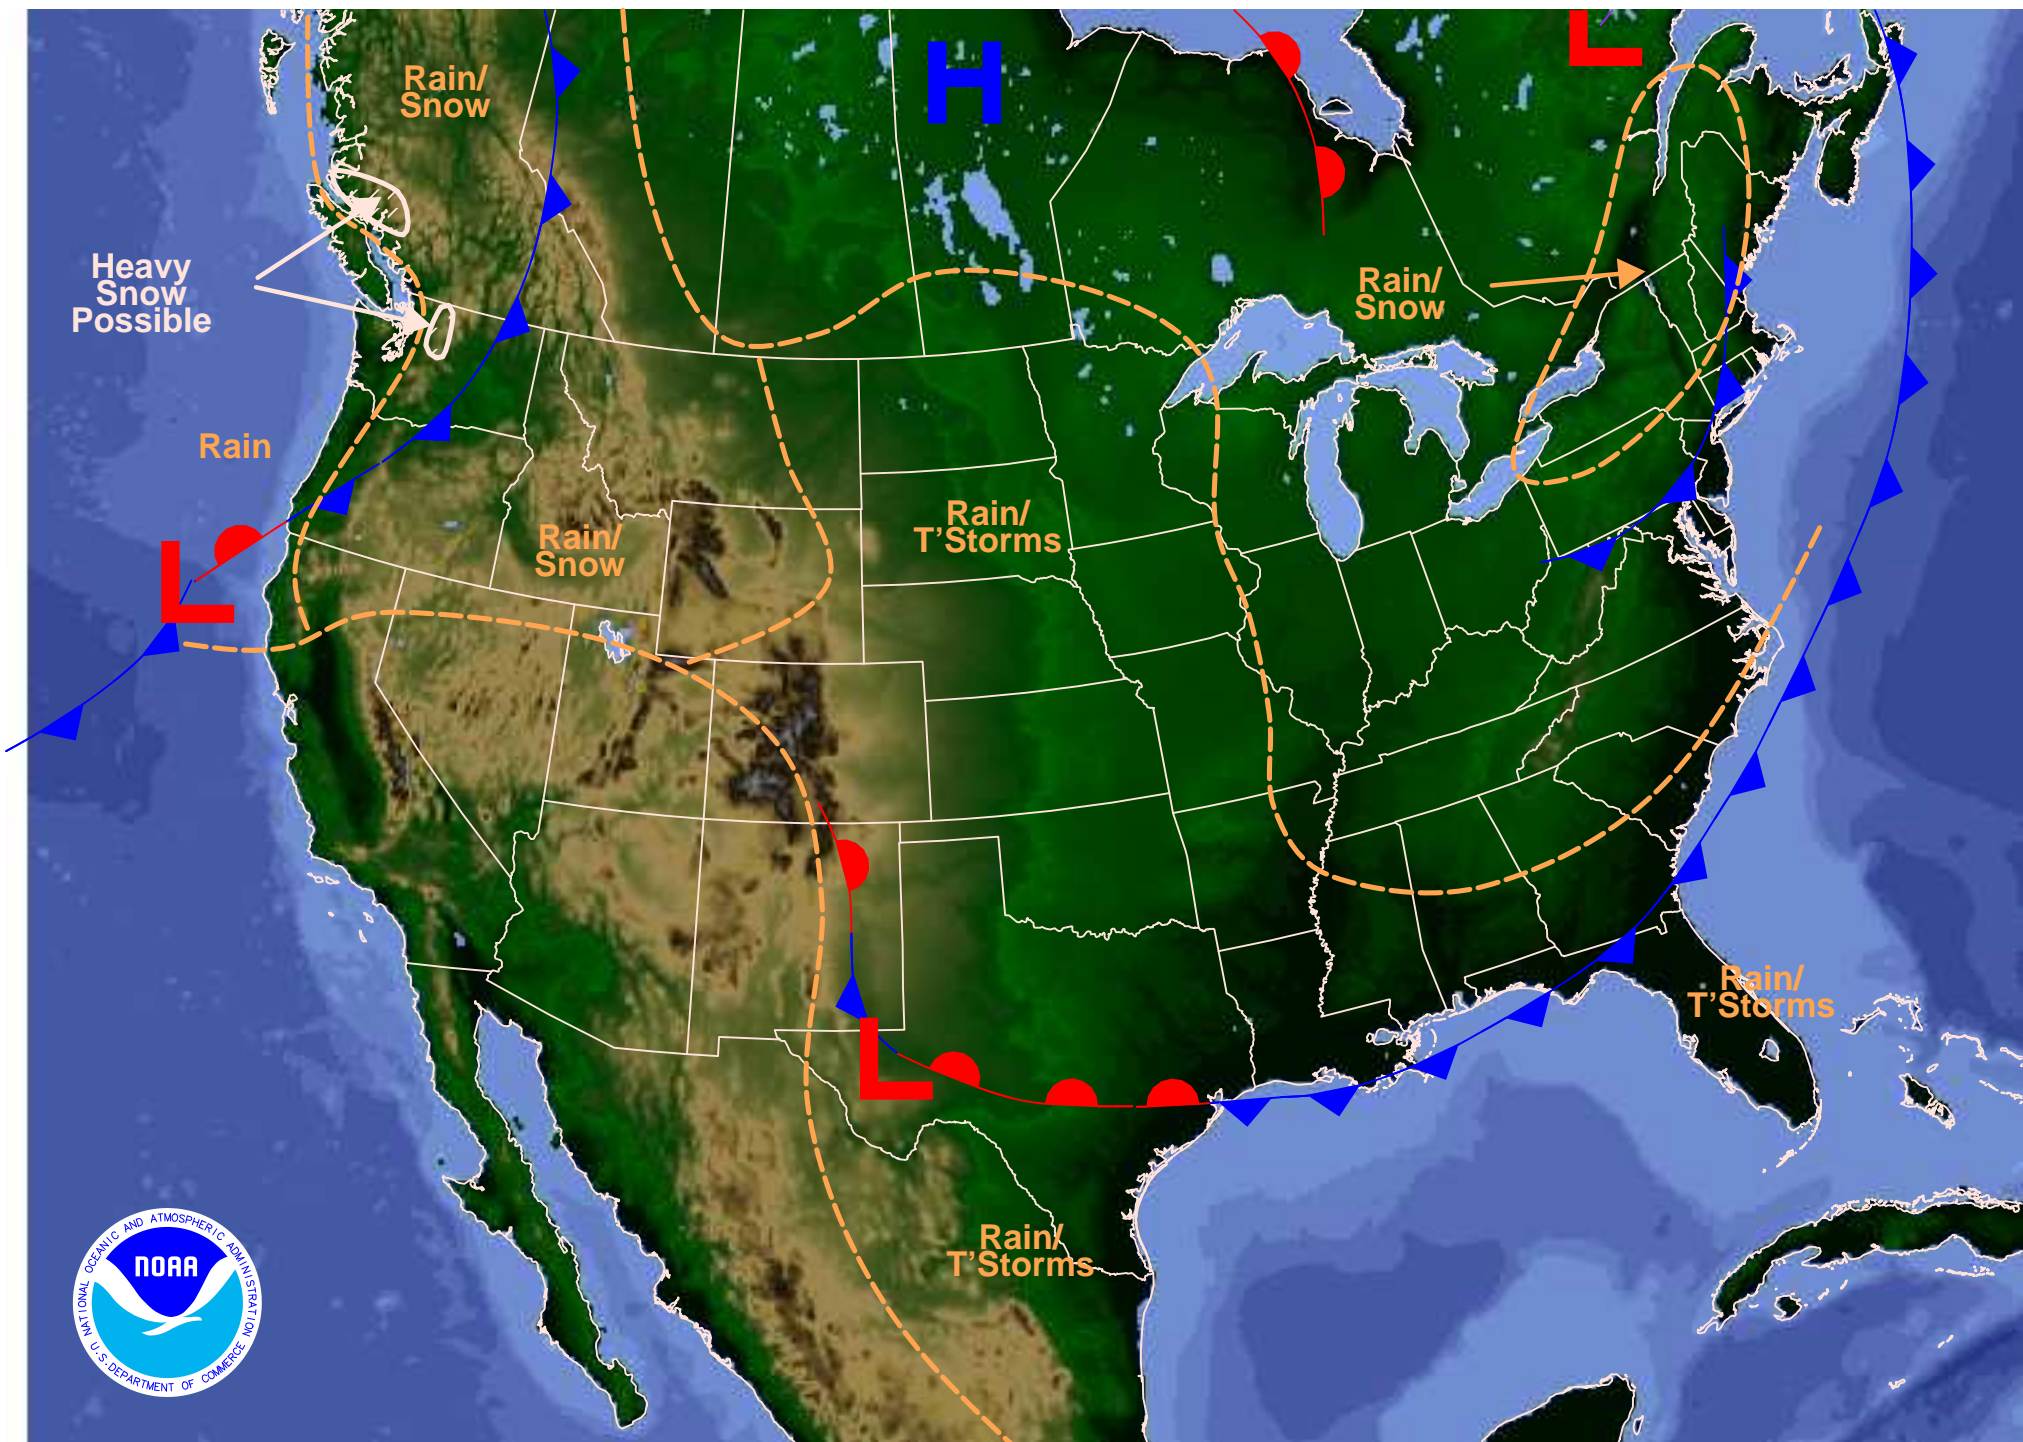 H
L
Rain/
Snow
Heavy
Snow
Possible
Rain/
Snow
Rain
Rain/
T'Storms
Rain/
Snow
L
Rain/
T'Storms
L
Rain/
T'Storms
NATIONAL OCEANIC AND ATMOSPHERIC ADMINISTRATION
NOAA
U.S. DEPARTMENT OF COMMERCE